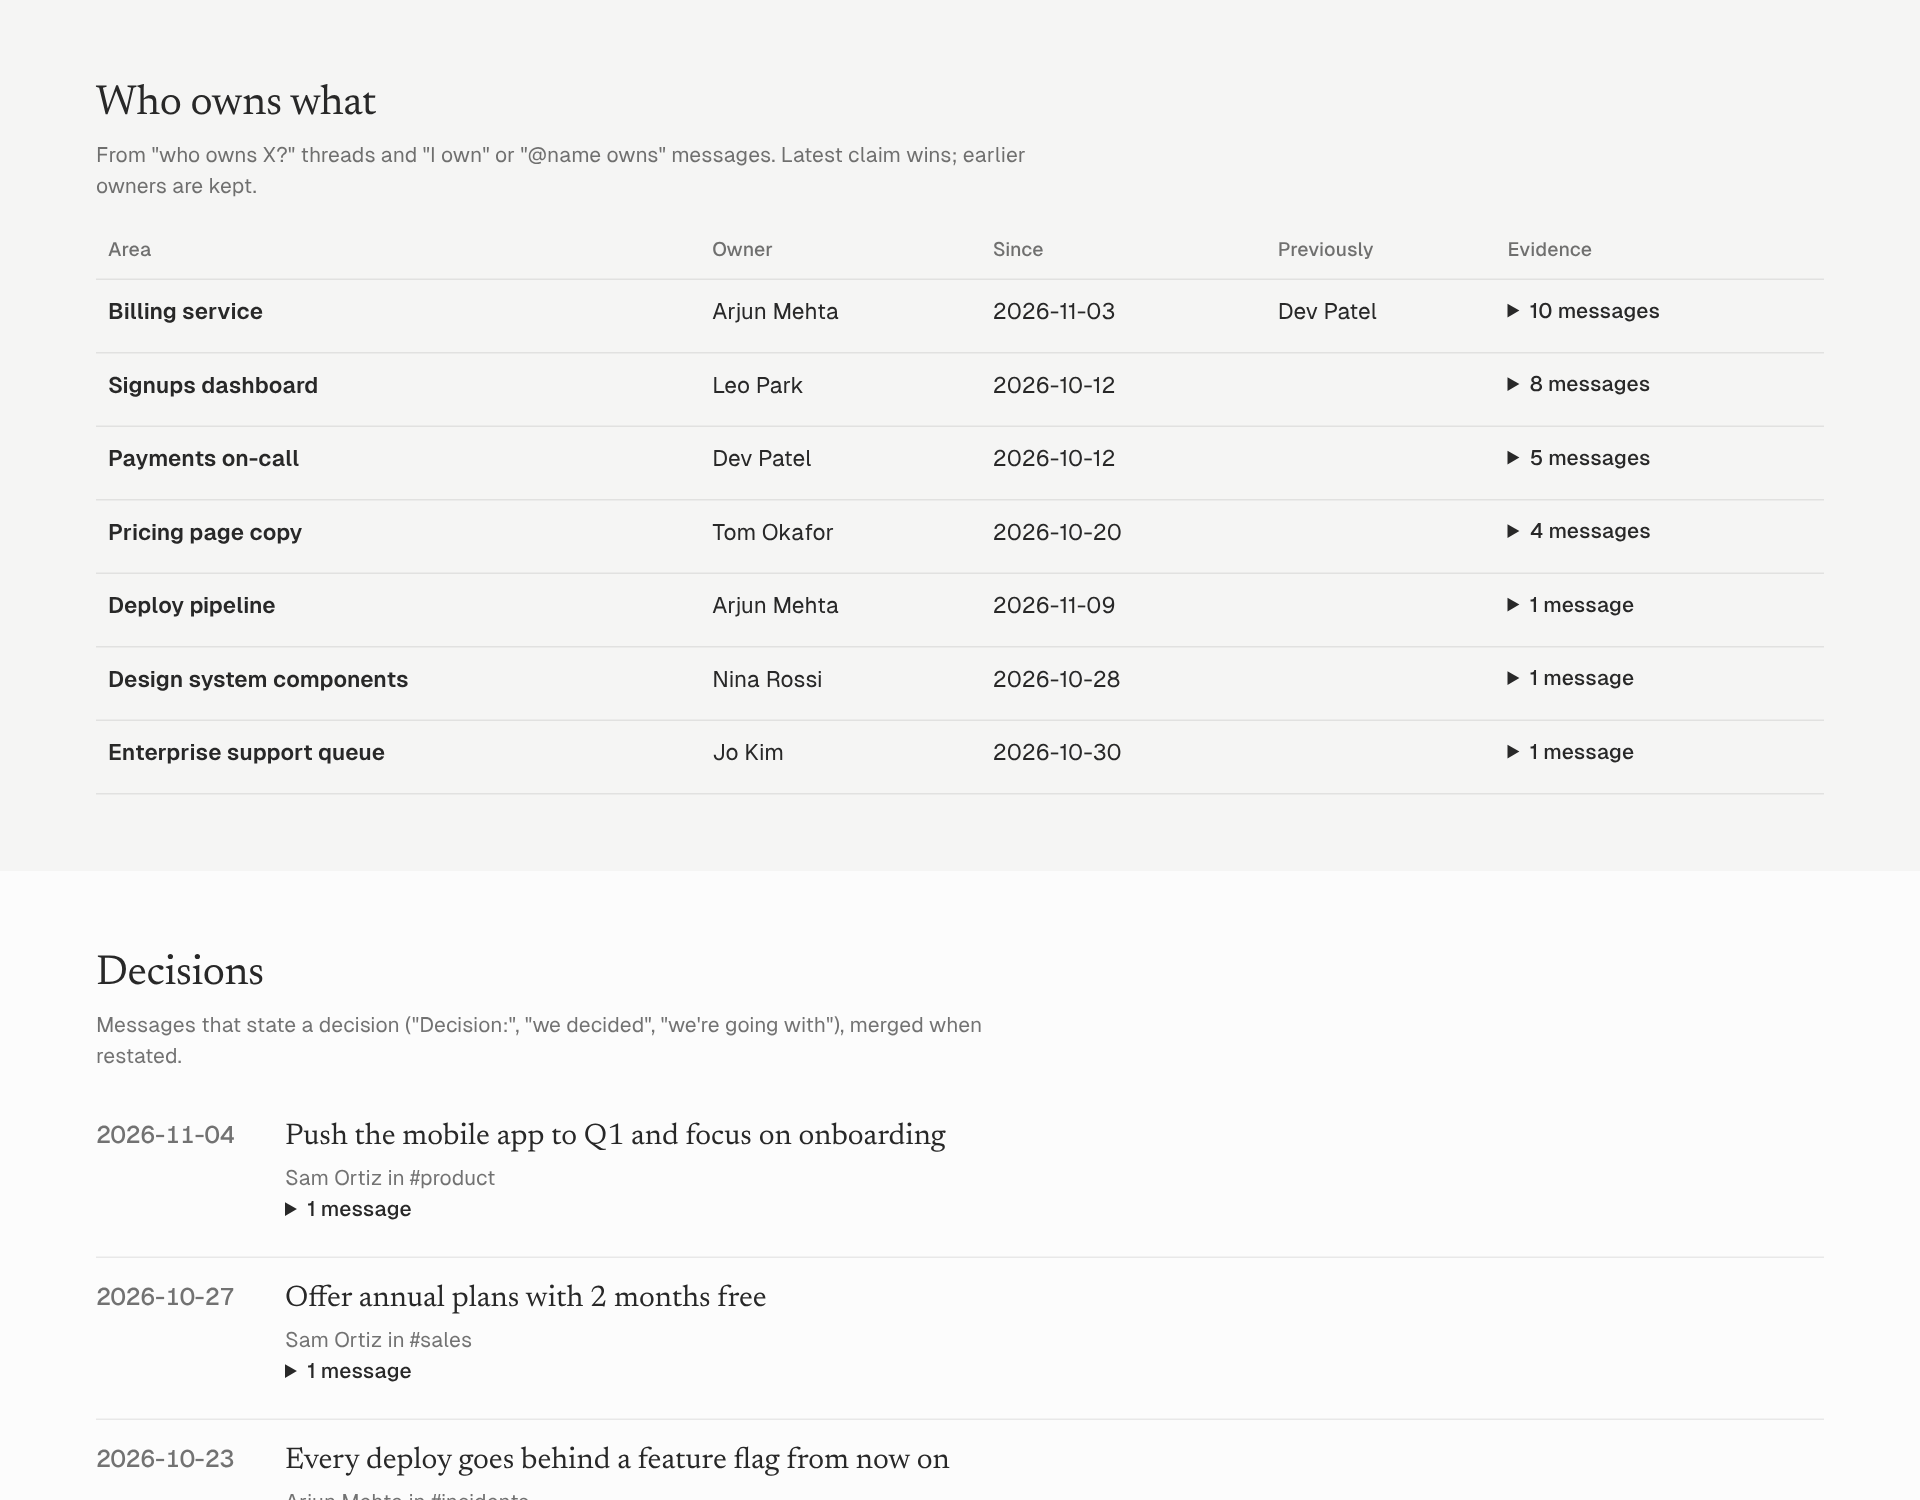 Who owns what
From "who owns X?" threads and "I own" or "@name owns" messages. Latest claim wins; earlier
owners are kept.
Area Owner Since Previously Evidence
Billing service Arjun Mehta 2026-11-03 Dev Patel ▶ 10 messages
Signups dashboard Leo Park 2026-10-12 ▶ 8 messages
Payments on-call Dev Patel 2026-10-12 ▶ 5 messages
Pricing page copy Tom Okafor 2026-10-20 ▶ 4 messages
Deploy pipeline Arjun Mehta 2026-11-09 ▶ 1 message
Design system components Nina Rossi 2026-10-28 ▶ 1 message
Enterprise support queue Jo Kim 2026-10-30 ▶ 1 message
Decisions
Messages that state a decision ("Decision:", "we decided", "we're going with"), merged when
restated.
2026-11-04 Push the mobile app to Q1 and focus on onboarding
Sam Ortiz in #product
▶ 1 message
2026-10-27 Offer annual plans with 2 months free
Sam Ortiz in #sales
▶ 1 message
2026-10-23 Every deploy goes behind a feature flag from now on
Arjun Mehta in #incidents